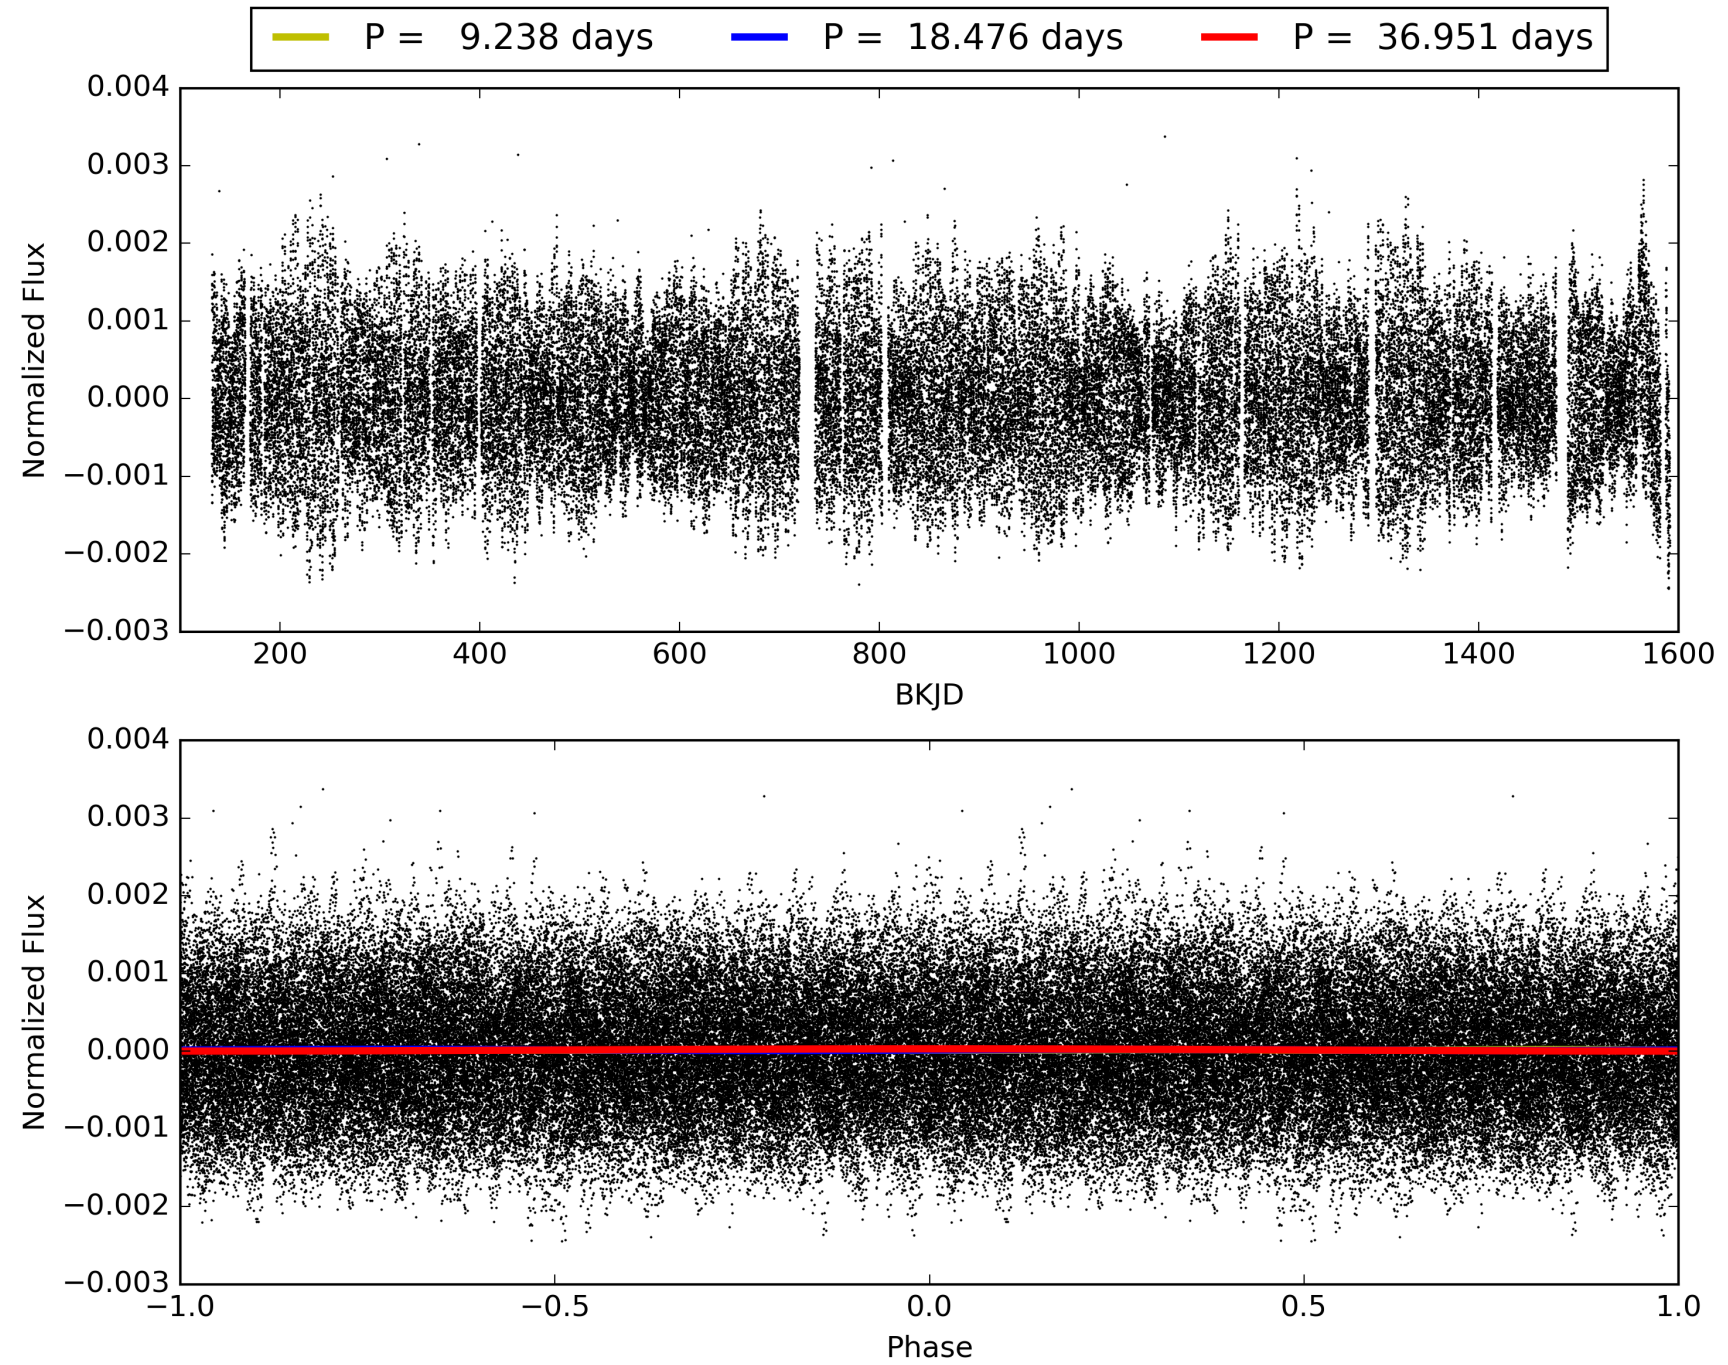 P = 9.238 days P = 18.476 days P = 36.951 days
0.004
0.003
0.002
0.001
0.000
−0.001
−0.002
−0.003
Normalized Flux
200 400 600 800 1000 1200 1400 1600
BKJD
0.004
0.003
0.002
0.001
0.000
−0.001
−0.002
−0.003
Normalized Flux
−1.0 −0.5 0.0 0.5 1.0
Phase